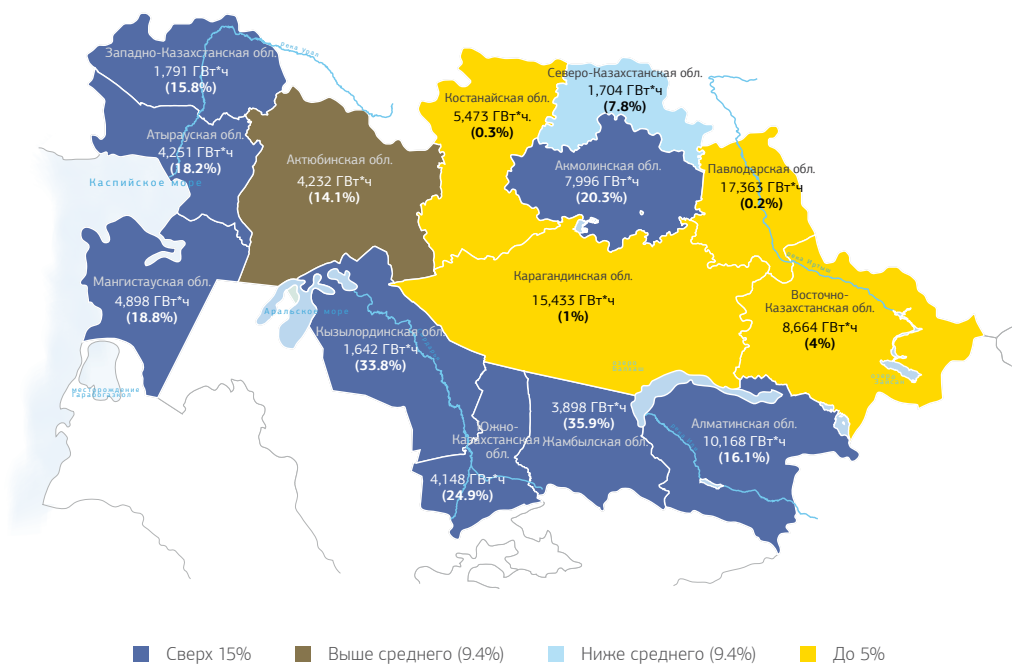 Западно-Казахстанская обл.
1,791 ГВт*ч
(15.8%)
река Урал
Северо-Казахстанская обл.
1,704 ГВт*ч
(7.8%)
Костанайская обл.
5,473 ГВт*ч.
(0.3%)
Атырауская обл.
4,251 ГВт*ч
(18.2%)
Актюбинская обл.
4,232 ГВт*ч
(14.1%)
Акмолинская обл.
7,996 ГВт*ч
(20.3%)
Павлодарская обл.
17,363 ГВт*ч
(0.2%)
Каспийское море
Мангистауская обл.
4,898 ГВт*ч
(18.8%)
Карагандинская обл.
15,433 ГВт*ч
(1%)
Восточно-
Казахстанская обл.
8,664 ГВт*ч
(4%)
Аральское море
Кызылординская обл.
1,642 ГВт*ч
(33.8%)
месторождение
Гарабогазкол
3,898 ГВт*ч
(35.9%)
Жамбылская обл.
Южно-
Казахстанская
обл.
4,148 ГВт*ч
(24.9%)
Алматинская обл.
10,168 ГВт*ч
(16.1%)
Сверх 15%
Выше среднего (9.4%)
Ниже среднего (9.4%)
До 5%